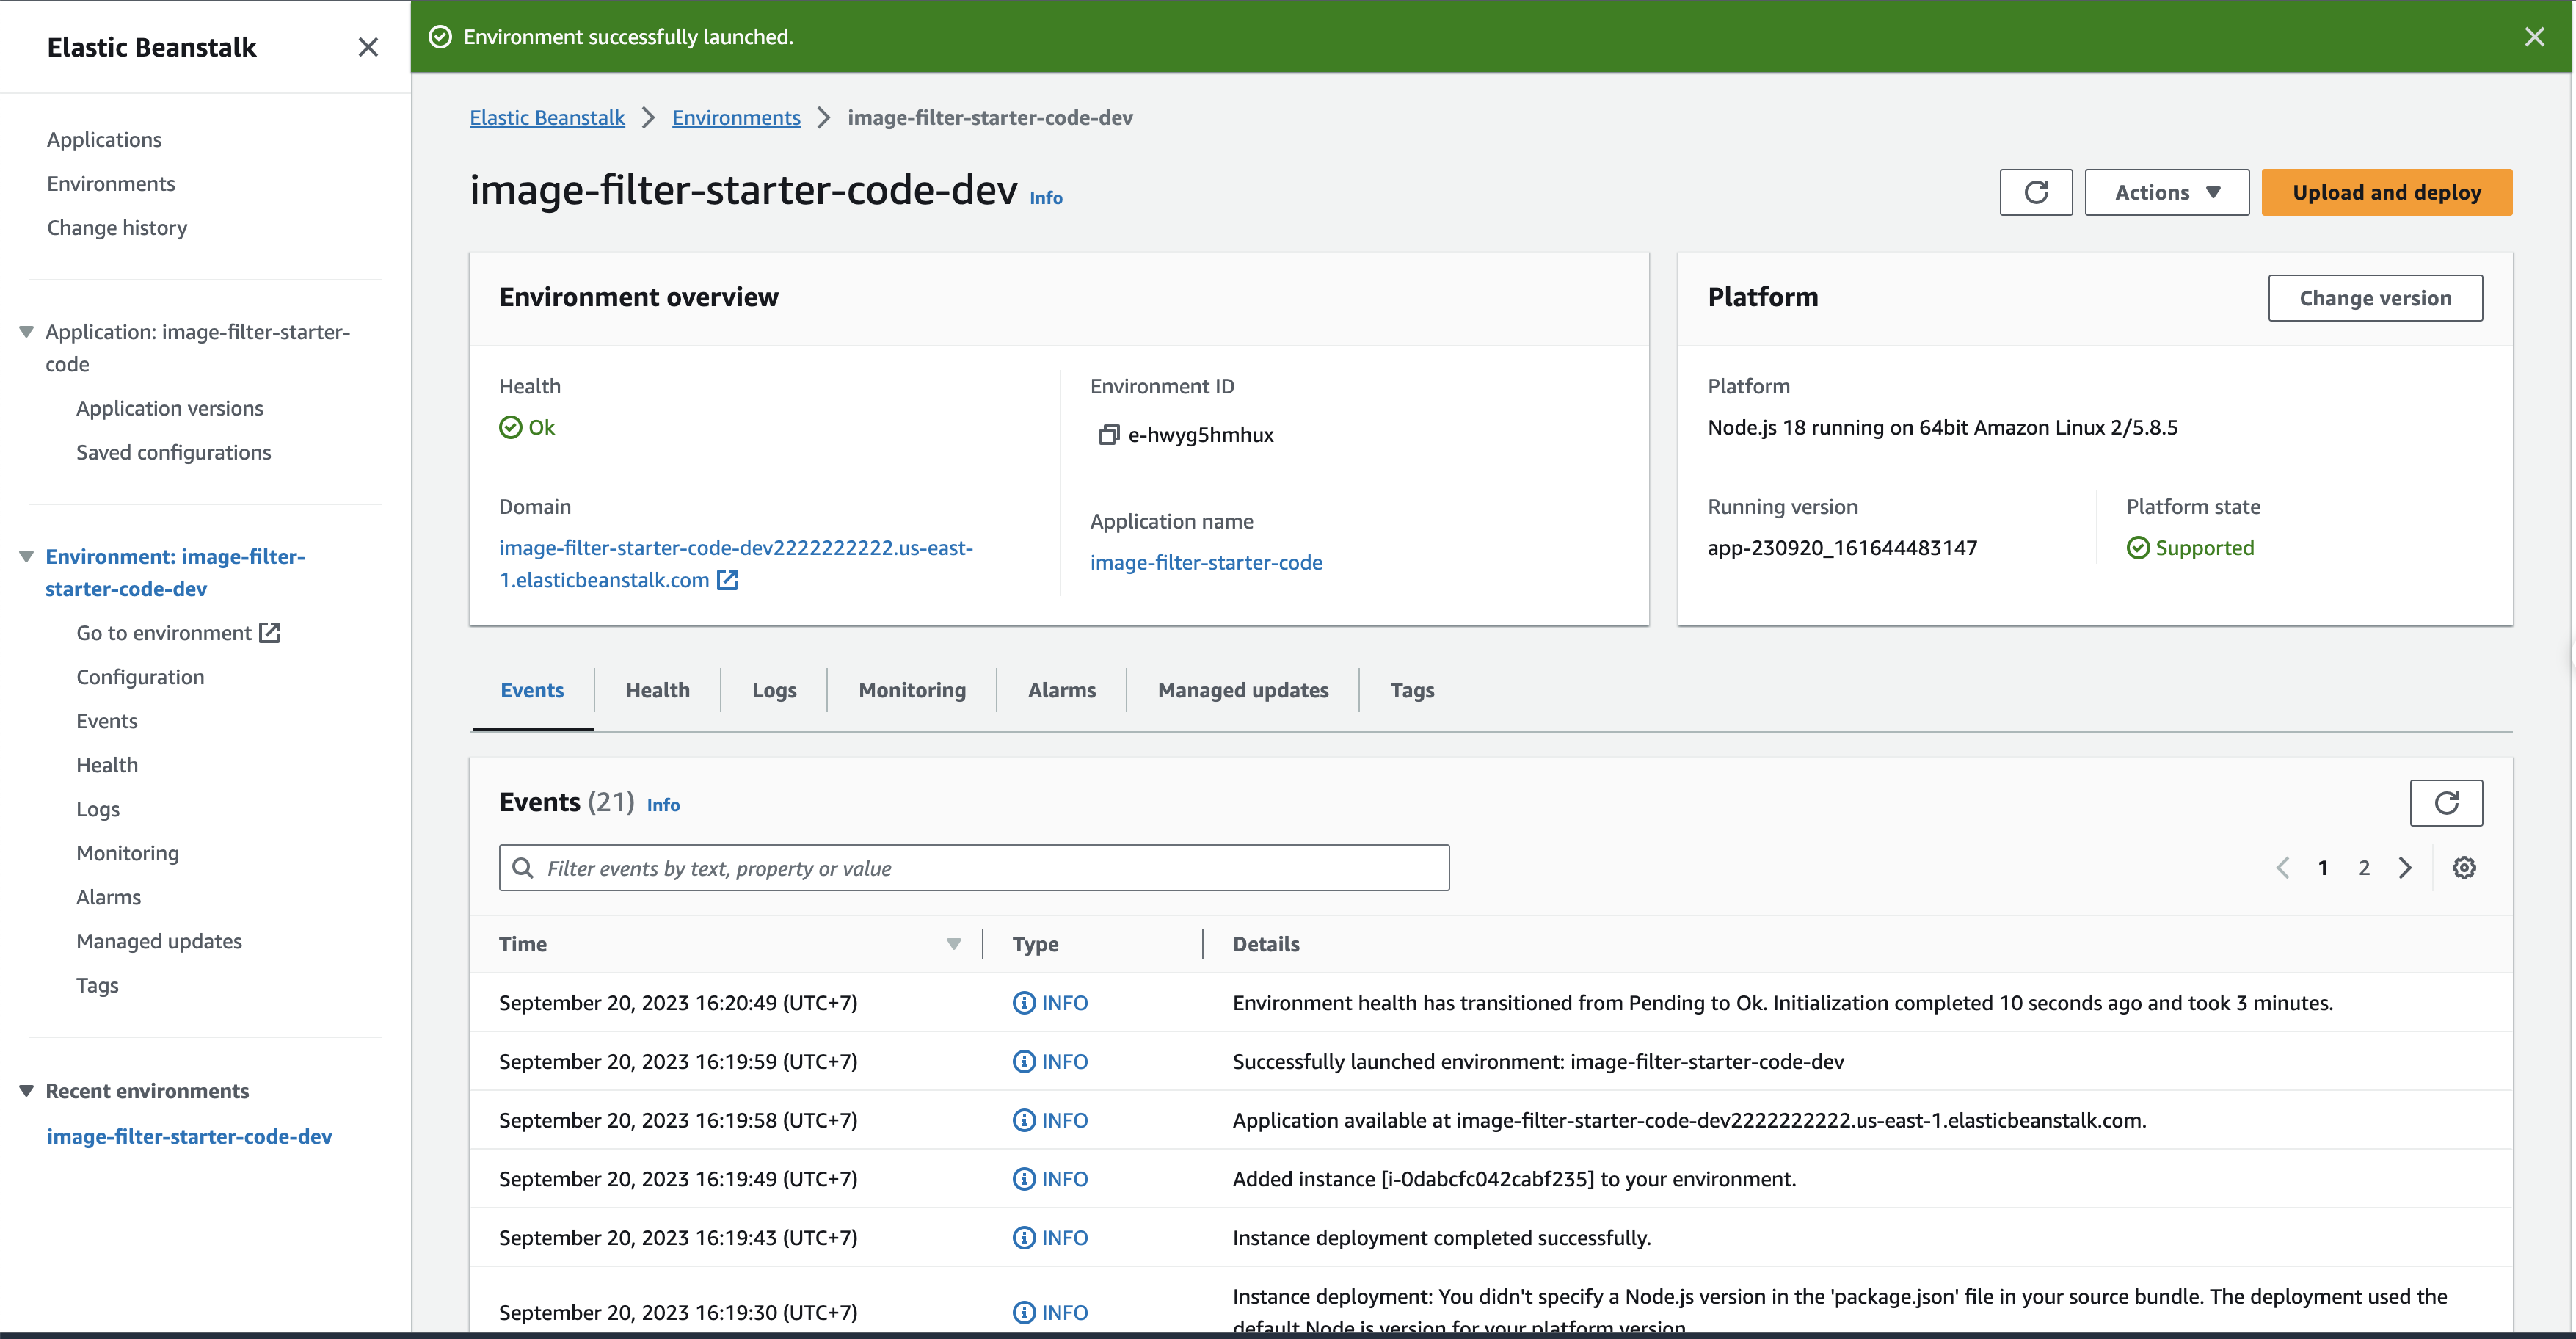 Elastic Beanstalk
Applications
Environments
Change history
Application: image-filter-starter-
code
Application versions
Saved configurations
Environment: image-filter-
starter-code-dev
Go to environment
Configuration
Events
Health
Logs
Monitoring
Alarms
Managed updates
Tags
Recent environments
image-filter-starter-code-dev
Environment successfully launched.
Elastic Beanstalk > Environments > image-filter-starter-code-dev
image-filter-starter-code-dev Info
Actions
Upload and deploy
Environment overview
Health
Ok
Domain
image-filter-starter-code-dev2222222222.us-east-
1.elasticbeanstalk.com
Environment ID
e-hwyg5hmhux
Application name
image-filter-starter-code
Platform
Change version
Platform
Node.js 18 running on 64bit Amazon Linux 2/5.8.5
Running version
app-230920_161644483147
Platform state
Supported
Events Health Logs Monitoring Alarms Managed updates Tags
Events (21) Info
Filter events by text, property or value
1 2
Time Type Details
September 20, 2023 16:20:49 (UTC+7) INFO Environment health has transitioned from Pending to Ok. Initialization completed 10 seconds ago and took 3 minutes.
September 20, 2023 16:19:59 (UTC+7) INFO Successfully launched environment: image-filter-starter-code-dev
September 20, 2023 16:19:58 (UTC+7) INFO Application available at image-filter-starter-code-dev2222222222.us-east-1.elasticbeanstalk.com.
September 20, 2023 16:19:49 (UTC+7) INFO Added instance [i-0dabcfc042cabf235] to your environment.
September 20, 2023 16:19:43 (UTC+7) INFO Instance deployment completed successfully.
September 20, 2023 16:19:30 (UTC+7) INFO Instance deployment: You didn't specify a Node.js version in the 'package.json' file in your source bundle. The deployment used the
default Node.js version for your platform version